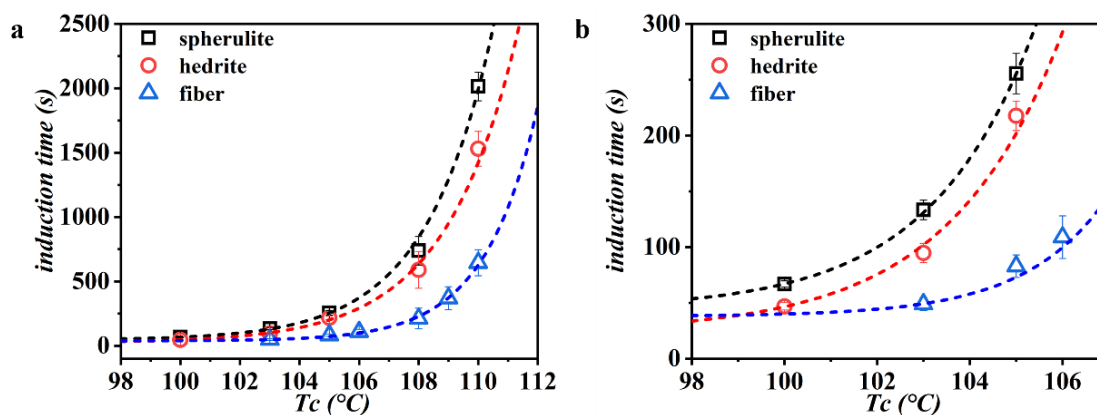 a
2500
2000
1500
1000
500
0
induction time (s)
spherulite
hedrite
fiber
98 100 102 104 106 108 110 112
Tc (°C)
b
300
200
100
0
induction time (s)
spherulite
hedrite
fiber
98 100 102 104 106
Tc (°C)